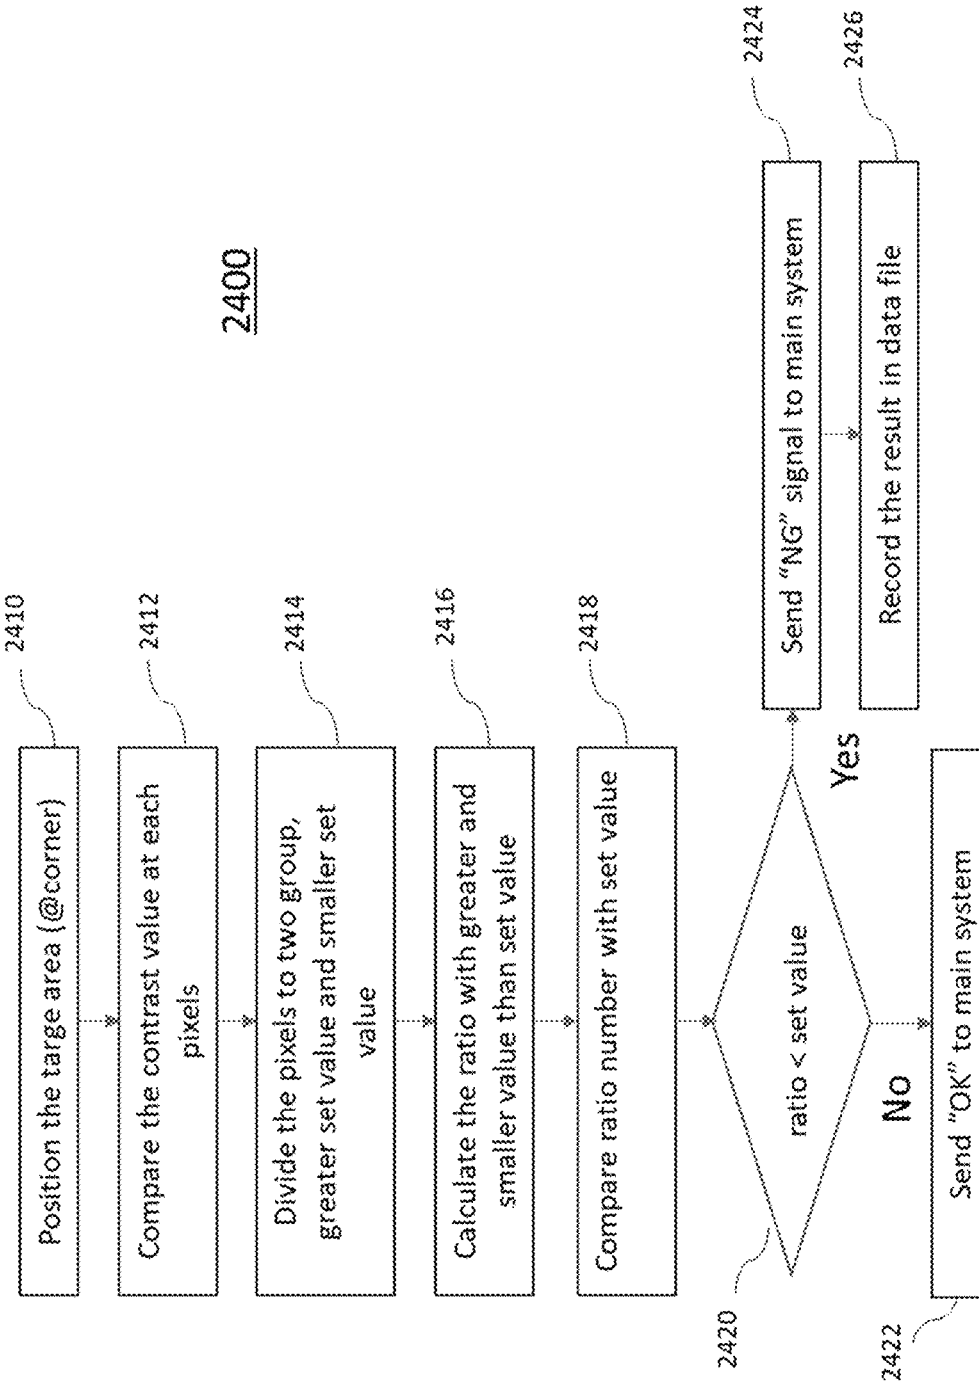 2400
2410
Position the targe area (@corner)
2412
Compare the contrast value at each
pixels
2414
Divide the pixels to two group,
greater set value and smaller set
value
2416
Calculate the ratio with greater and
smaller value than set value
2418
Compare ratio number with set value
2420
ratio < set value
Yes
No
2424
Send "NG" signal to main system
2426
Record the result in data file
2422
Send "OK" to main system